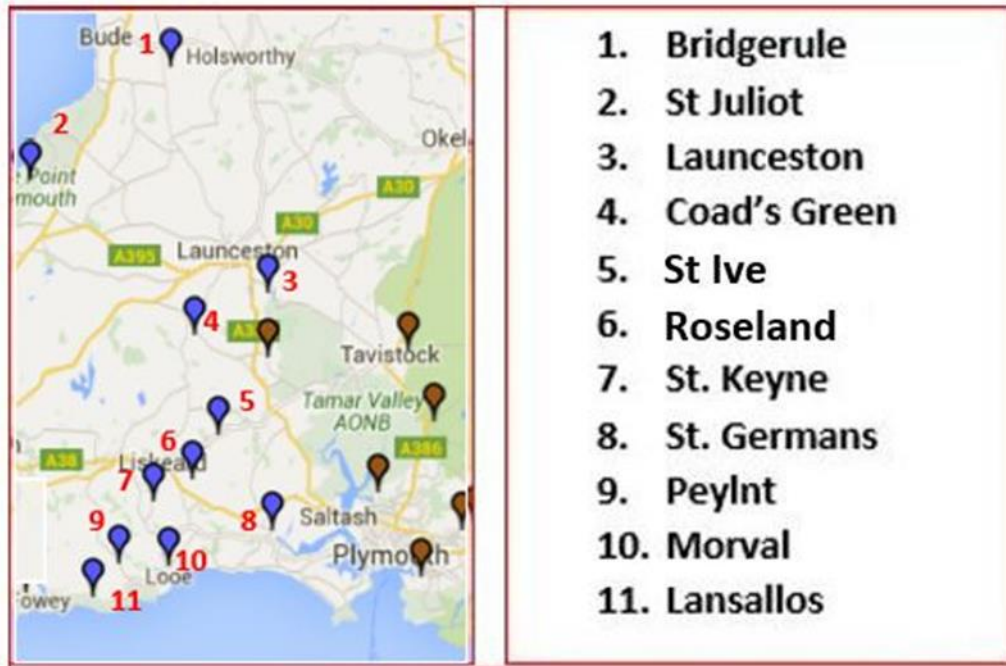 Bude 1
Holsworthy
2
Okel
e Point
mouth
A30
A30
Launceston
A395
3
4
A3
Tavistock
Tamar Valley
AONB
5
6
A386
A38
Liskeard
7
8
Saltash
9
Plymouth
10
Looe
owey
11
1. Bridgerule
2. St Juliot
3. Launceston
4. Coad's Green
5. St Ive
6. Roseland
7. St. Keyne
8. St. Germans
9. Peylnt
10. Morval
11. Lansallos